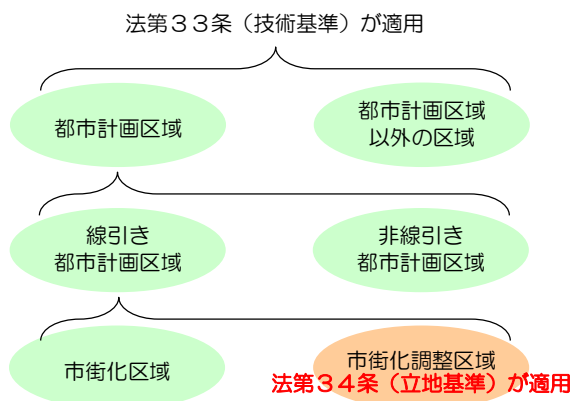 法第３３条（技術基準）が適用
都市計画区域
都市計画区域
以外の区域
線引き
都市計画区域
非線引き
都市計画区域
市街化区域
市街化調整区域
法第３４条（立地基準）が適用